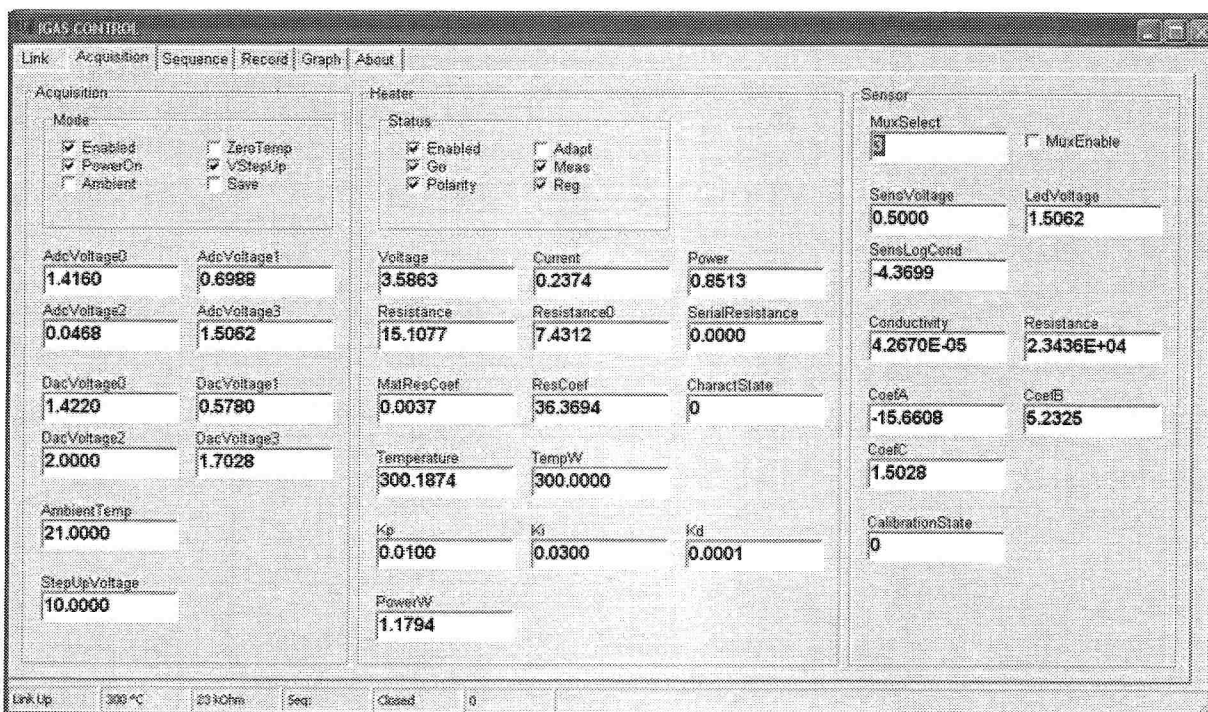 IGAS CONTROL
Link Acquisition Sequence Record Graph About
Acquisition
Mode
Enabled ZeroTemp
PowerOn VStepUp
Ambient Save
AdcVoltage0 AdcVoltage1
1.4160 0.6988
AdcVoltage2 AdcVoltage3
0.0468 1.5062
DacVoltage0 DacVoltage1
1.4220 0.5780
DacVoltage2 DacVoltage3
2.0000 1.7028
AmbientTemp
21.0000
StepUpVoltage
10.0000
Heater
Status
Enabled Adapt
Go Meas
Polarity Reg
Voltage Current Power
3.5863 0.2374 0.8513
Resistance Resistance0 SerialResistance
15.1077 7.4312 0.0000
MatResCoef ResCoef CharactState
0.0037 36.3694 0
Temperature TempW
300.1874 300.0000
Kp Ki Kd
0.0100 0.0300 0.0001
PowerW
1.1794
Sensor
MuxSelect
3 MuxEnable
SensVoltage LedVoltage
0.5000 1.5062
SensLogCond
-4.3699
Conductivity Resistance
4.2670E-05 2.3436E+04
CoefA CoefB
-15.6608 5.2325
CoefC
1.5028
CalibrationState
0
Link Up 300 °C 23 kOhm Seq: Closed 0